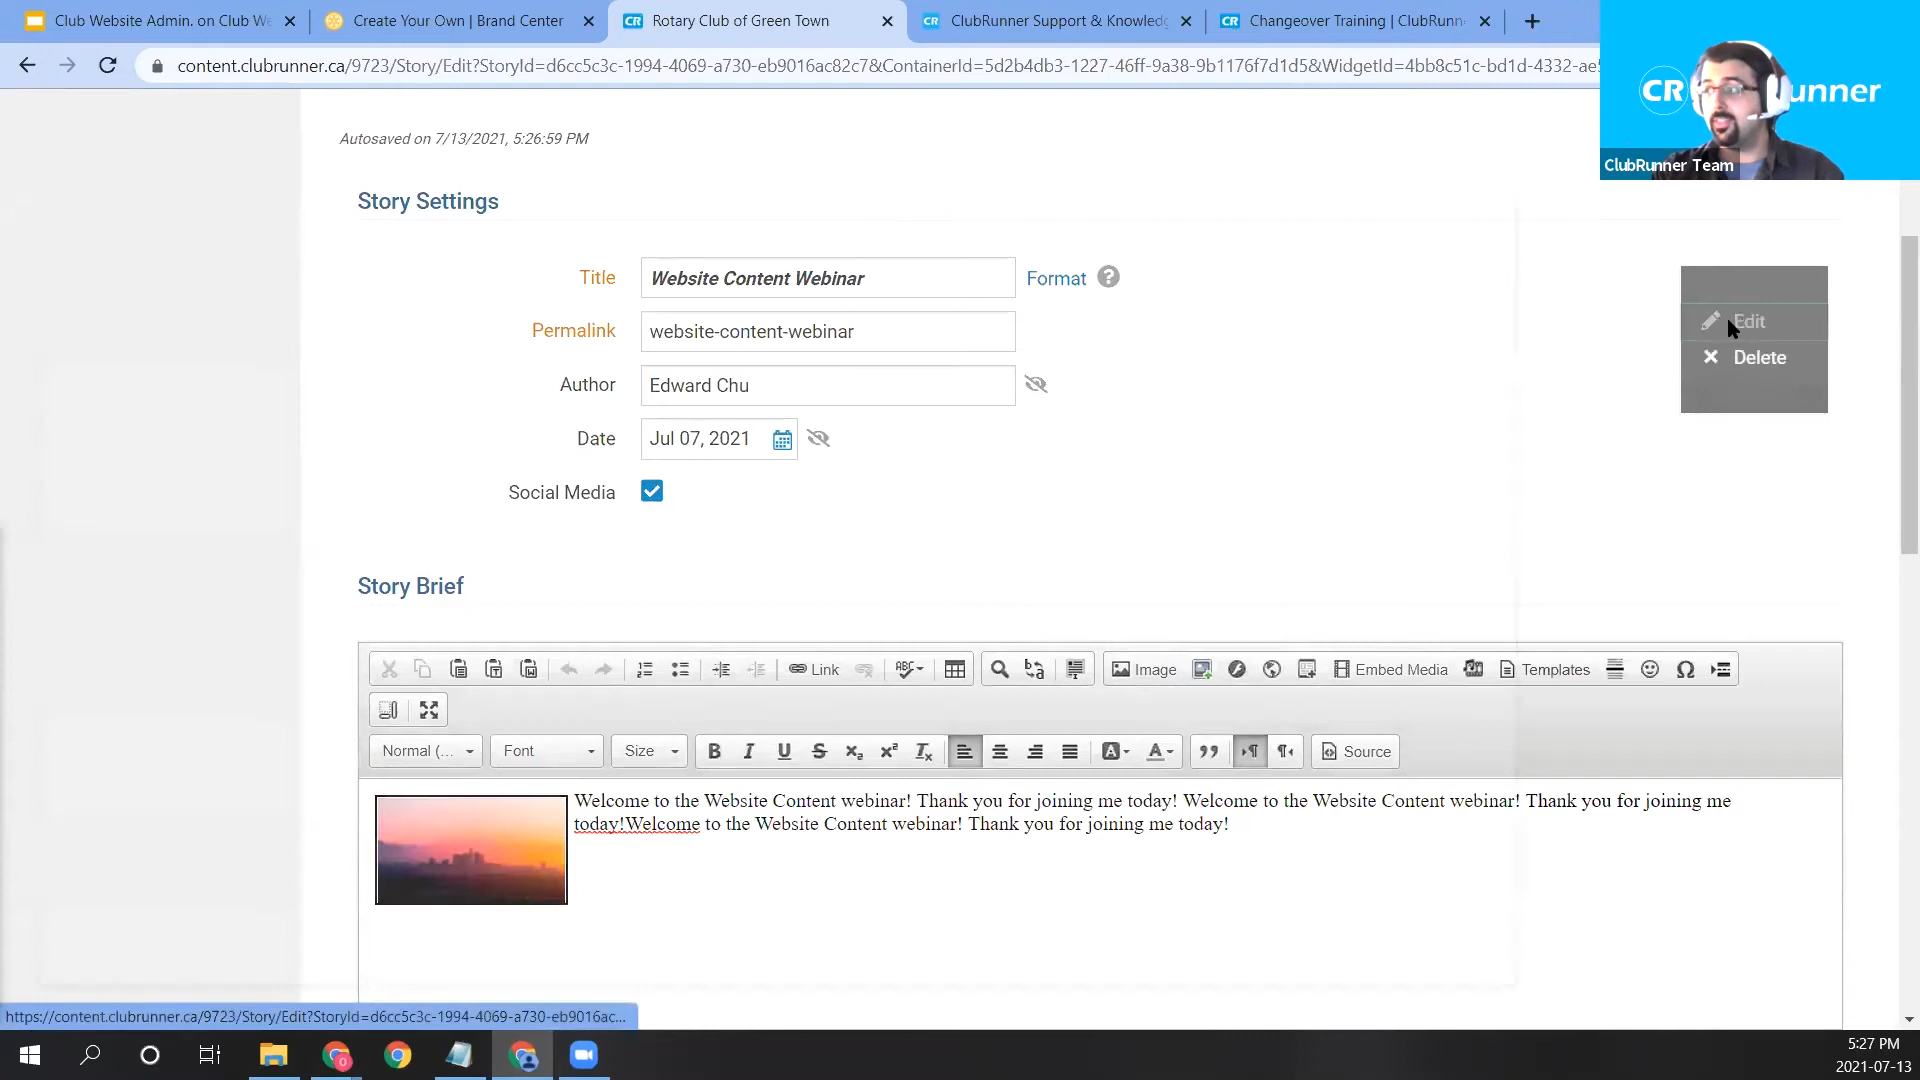 Club Website Admin. on Club We
Create Your Own | Brand Center
CR Rotary Club of Green Town
CR ClubRunner Support & Knowledg
CR Changeover Training | ClubRunn
content.clubrunner.ca/9723/Story/Edit?StoryId=d6cc5c3c-1994-4069-a730-eb9016ac82c7&ContainerId=5d2b4db3-1227-46ff-9a38-9b1176f7d1d5&WidgetId=4bb8c51c-bd1d-4332-ae5
CR unner
ClubRunner Team
Autosaved on 7/13/2021, 5:26:59 PM
Story Settings
Title Website Content Webinar Format ?
Permalink website-content-webinar
Author Edward Chu
Date Jul 07, 2021
Social Media
Edit
Delete
Story Brief
Link ABC Image Embed Media Templates
Normal (... Font Size B I U S Source
Welcome to the Website Content webinar! Thank you for joining me today! Welcome to the Website Content webinar! Thank you for joining me
today!Welcome to the Website Content webinar! Thank you for joining me today!
https://content.clubrunner.ca/9723/Story/Edit?StoryId=d6cc5c3c-1994-4069-a730-eb9016ac...
5:27 PM
2021-07-13